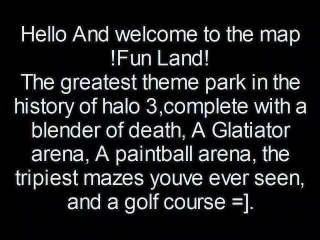 Hello And welcome to the map
!Fun Land!
The greatest theme park in the
history of halo 3,complete with a
blender of death, A Glatiator
arena, A paintball arena, the
tripiest mazes youve ever seen,
and a golf course =].